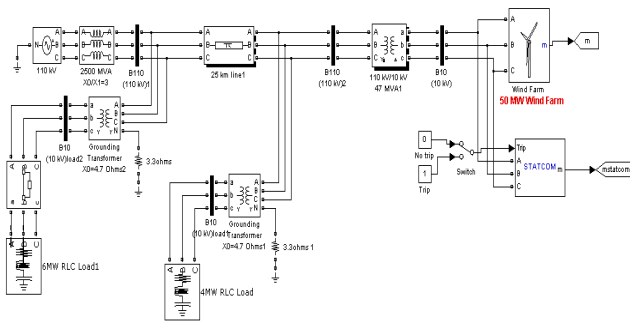 N
A
B
C
110 kV
A
B
C
A
B
C
2500 MVA
X0/X1=3
A
B
C
a
b
c
B110
(110 kV)1
A
B
C
A
B
C
25 km line1
A
B
C
a
b
c
B110
(110 kV)2
A
B
C
a
b
c
110 kV/10 kV
47 MVA1
A
B
C
a
b
c
B10
(10 kV)
A
B
C
m
m
Wind Farm
50 MW Wind Farm
0
No trip
1
Trip
Switch
Trip
A
B
C
STATCOM
m
mstatcom
B10
(10 kV)load2
a
b
c
A
B
C
N
Grounding
Transformer
X0=4.7 Ohms2
3.3ohms
A
B
C
A
B
C
6MW RLC Load1
B10
(10 kV)load1
a
b
c
A
B
C
N
Grounding
Transformer
X0=4.7 Ohms1
3.3ohms 1
A
B
C
4MW RLC Load